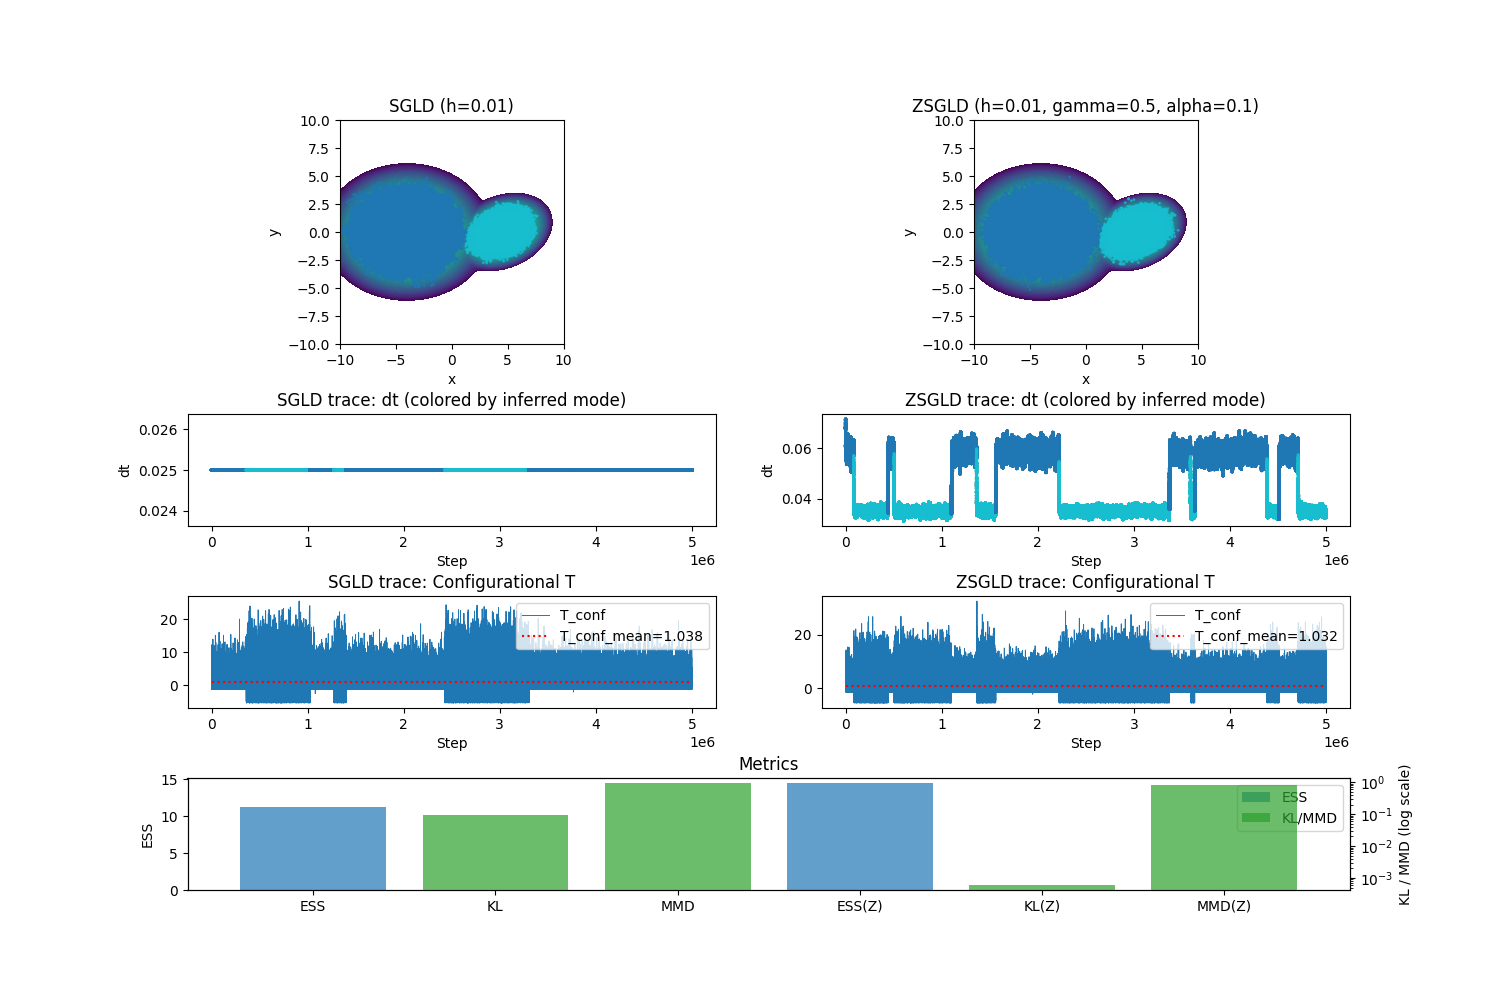 SGLD (h=0.01)
10.0
7.5
5.0
2.5
0.0
−2.5
−5.0
−7.5
−10.0
y
−10 −5 0 5 10
x
ZSGLD (h=0.01, gamma=0.5, alpha=0.1)
10.0
7.5
5.0
2.5
0.0
−2.5
−5.0
−7.5
−10.0
y
−10 −5 0 5 10
x
SGLD trace: dt (colored by inferred mode)
0.026
0.025
0.024
dt
0 1 2 3 4 5
Step
1e6
ZSGLD trace: dt (colored by inferred mode)
0.06
0.04
dt
0 1 2 3 4 5
Step
1e6
SGLD trace: Configurational T
20
10
0
T_conf
T_conf_mean=1.038
0 1 2 3 4 5
Step
1e6
ZSGLD trace: Configurational T
20
0
T_conf
T_conf_mean=1.032
0 1 2 3 4 5
Step
1e6
Metrics
15
10
5
0
ESS
ESS
KL/MMD
10⁰
10⁻¹
10⁻²
10⁻³
KL / MMD (log scale)
ESS KL MMD ESS(Z) KL(Z) MMD(Z)